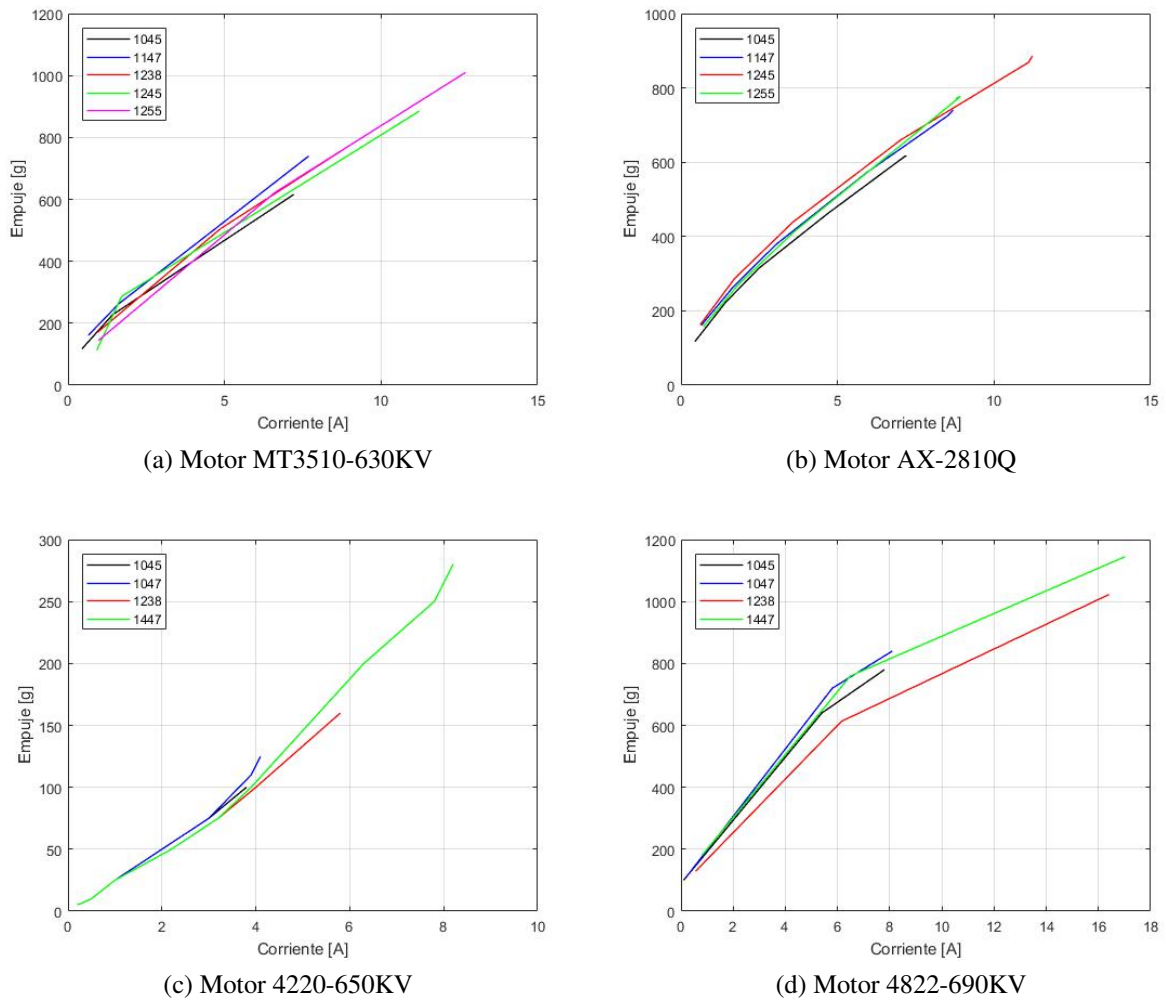 1200
1000
800
600
400
200
0
Empuje [g]
1045
1147
1238
1245
1255
0 5 10 15
Corriente [A]
(a) Motor MT3510-630KV
1000
800
600
400
200
0
Empuje [g]
1045
1147
1245
1255
0 5 10 15
Corriente [A]
(b) Motor AX-2810Q
300
250
200
150
100
50
0
Empuje [g]
1045
1047
1238
1447
0 2 4 6 8 10
Corriente [A]
(c) Motor 4220-650KV
1200
1000
800
600
400
200
0
Empuje [g]
1045
1047
1238
1447
0 2 4 6 8 10 12 14 16 18
Corriente [A]
(d) Motor 4822-690KV